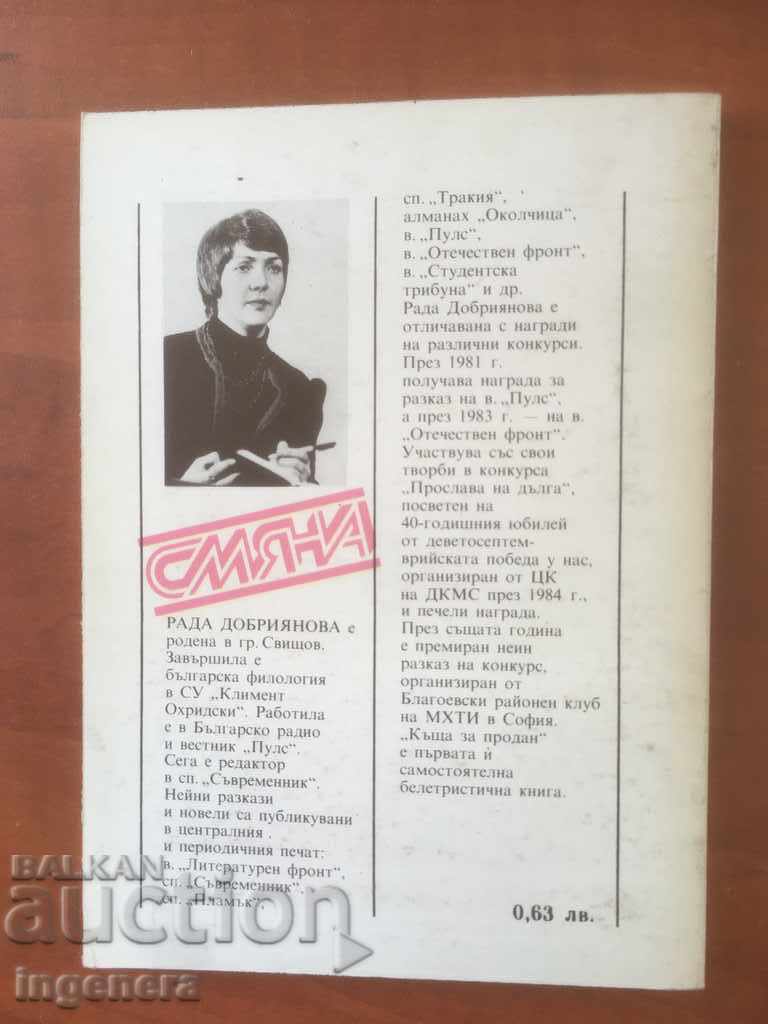 СМЯНА
РАДА ДОБРИЯНОВА е
родена в гр. Свищов.
Завършила е
българска филология
в СУ „Климент
Охридски“. Работила
е в Българско радио
и вестник „Пулс“.
Сега е редактор
в сп. „Съвременник“.
Нейни разкази
и новели са публикувани
в централния
и периодичния печат:
в. „Литературен фронт“,
сп. „Съвременник“,
сп. „Пламък“,
сп. „Тракия“,
алманах „Околчица“,
в. „Пулс“,
в. „Отечествен фронт“,
в. „Студентска
трибуна“ и др.
Рада Добриянова е
отличавана с награди
на различни конкурси.
През 1981 г.
получава награда за
разказ на в. „Пулс“,
а през 1983 г. — на в.
„Отечествен фронт“.
Участвува със свои
творби в конкурса
„Прослава на дълга“,
посветен на
40-годишния юбилей
от деветосептем-
врийската победа у нас,
организиран от ЦК
на ДКМС през 1984 г.,
и печели награда.
През същата година
е премиран неин
разказ на конкурс,
организиран от
Благоевски районен клуб
на МХТИ в София.
„Къща за продан“
е първата ѝ
самостоятелна
белетристична книга.
0,63 лв.
BALKAN
auction
ingenera